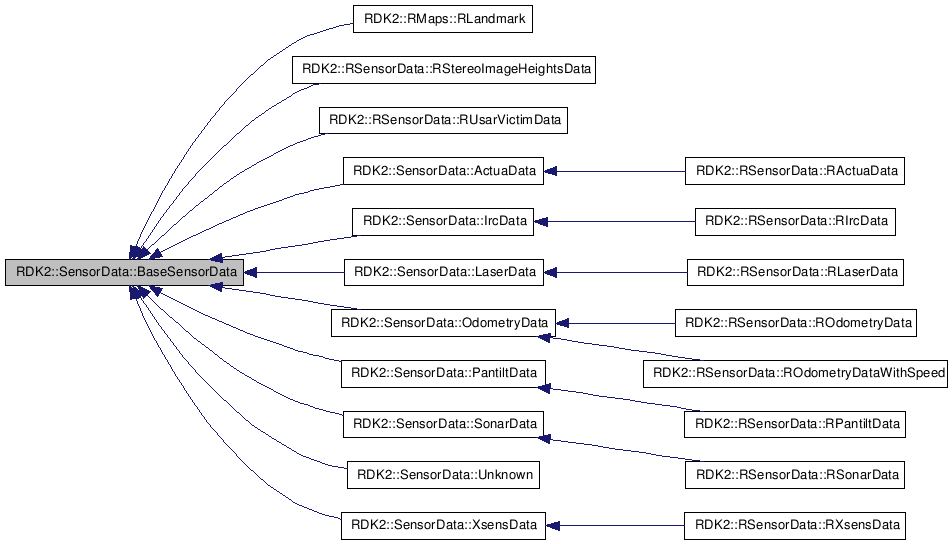 RDK2::RMaps::RLandmark
RDK2::RSensorData::RStereoImageHeightsData
RDK2::RSensorData::RUsarVictimData
RDK2::SensorData::ActuaData
RDK2::RSensorData::RActuaData
RDK2::SensorData::IrcData
RDK2::RSensorData::RIrcData
RDK2::SensorData::BaseSensorData
RDK2::SensorData::LaserData
RDK2::RSensorData::RLaserData
RDK2::SensorData::OdometryData
RDK2::RSensorData::ROdometryData
RDK2::SensorData::PantiltData
RDK2::RSensorData::ROdometryDataWithSpeed
RDK2::SensorData::SonarData
RDK2::RSensorData::RPantiltData
RDK2::SensorData::Unknown
RDK2::RSensorData::RSonarData
RDK2::SensorData::XsensData
RDK2::RSensorData::RXsensData